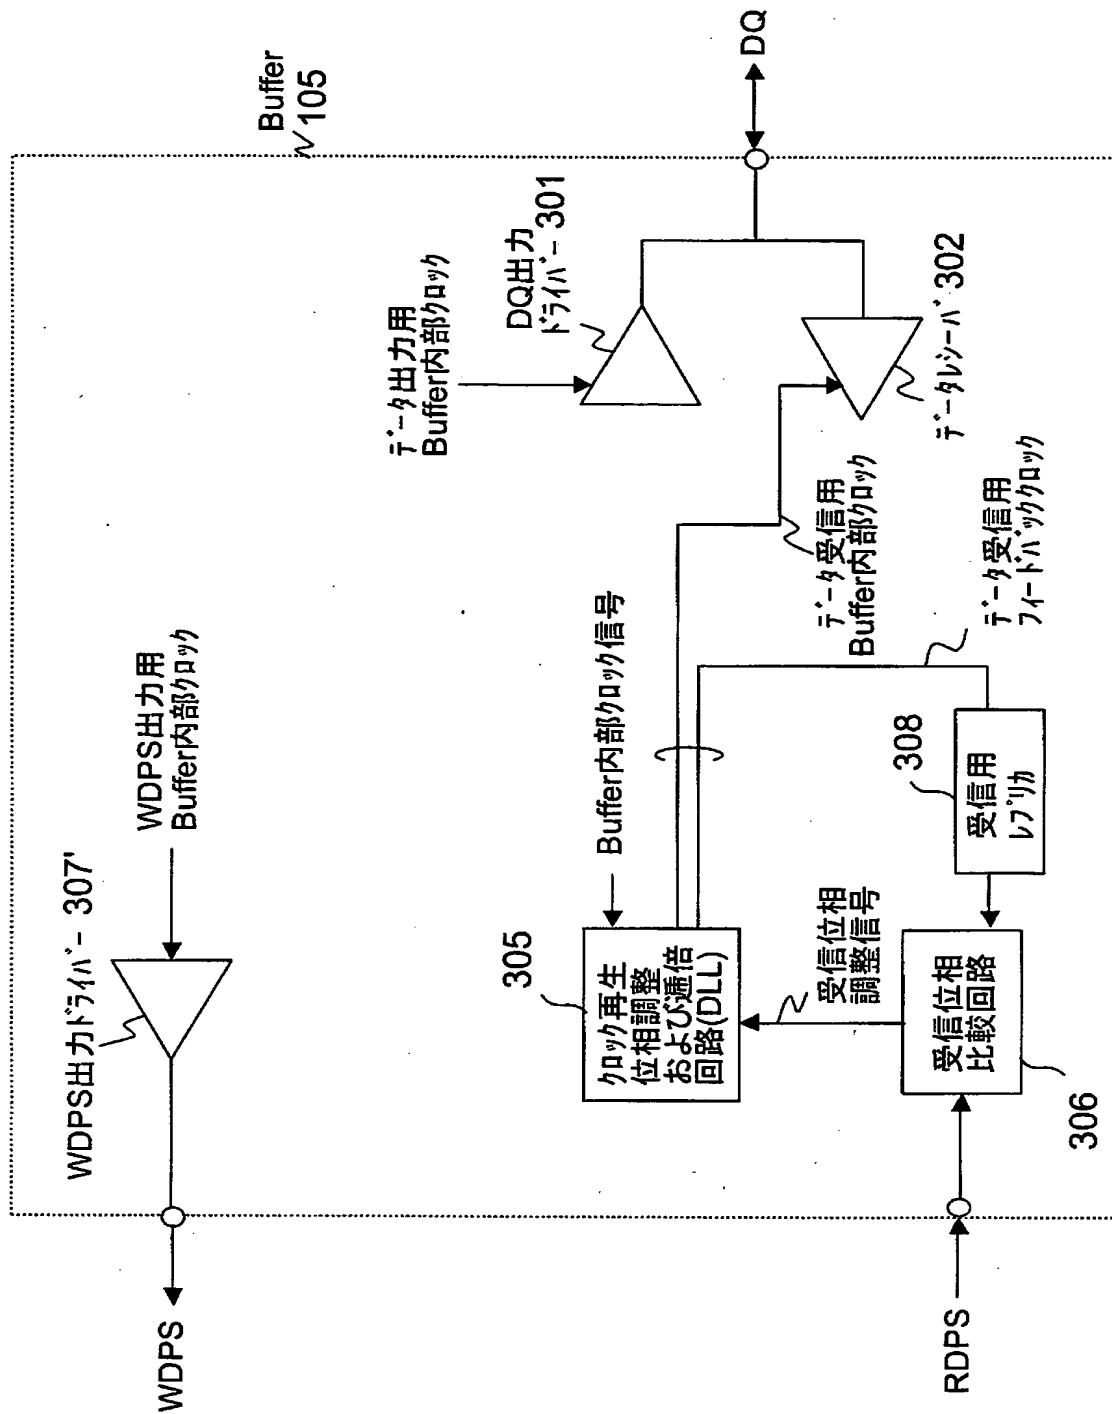 Buffer
105
WDPS
WDPS出力ドライバー 307'
WDPS出力用
Buffer内部クロック
データ出力用
Buffer内部クロック
DQ出力
ドライバー 301
DQ
305
クロック再生
位相調整
および逓倍
回路(DLL)
Buffer内部クロック信号
データ受信用
Buffer内部クロック
データレシーバ 302
受信位相
調整信号
308
受信用
レプリカ
データ受信用
フィードバッククロック
RDPS
306
受信位相
比較回路